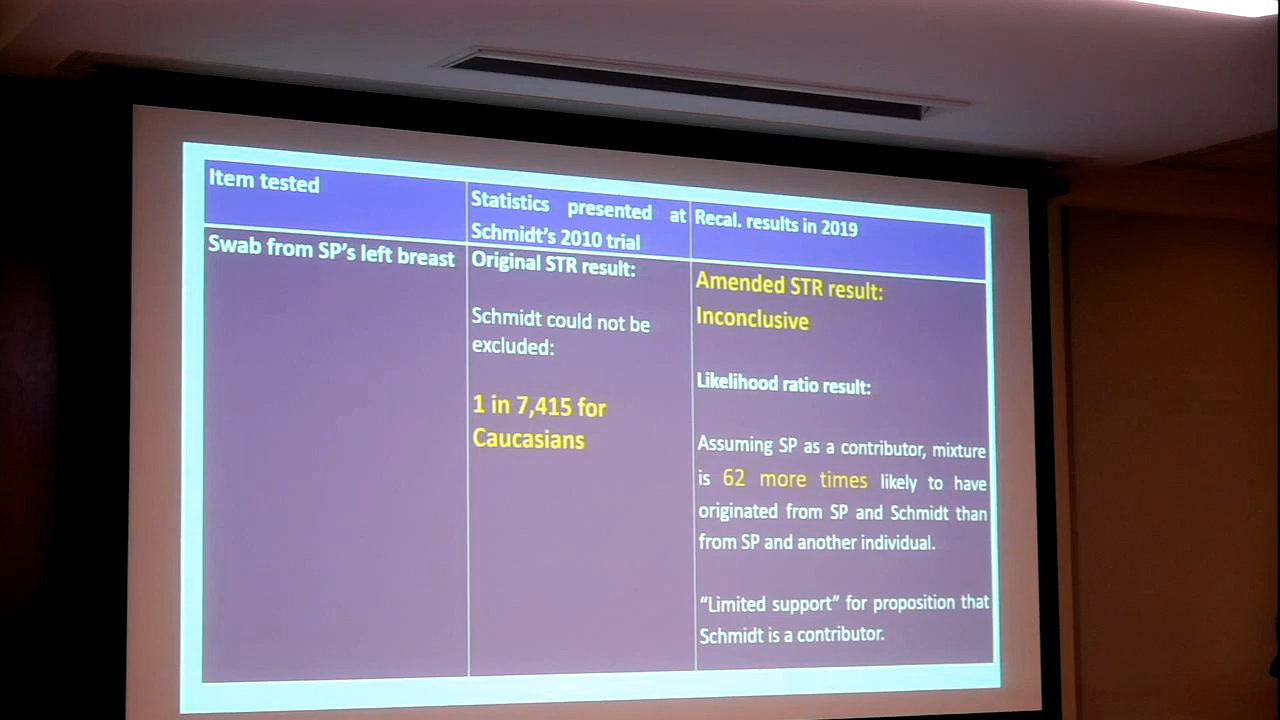 Item tested
Statistics presented at
Schmidt's 2010 trial
Recal. results in 2019
Swab from SP's left breast
Original STR result:
Schmidt could not be
excluded:
1 in 7,415 for
Caucasians
Amended STR result:
Inconclusive
Likelihood ratio result:
Assuming SP as a contributor, mixture
is 62 more times likely to have
originated from SP and Schmidt than
from SP and another individual.
“Limited support” for proposition that
Schmidt is a contributor.